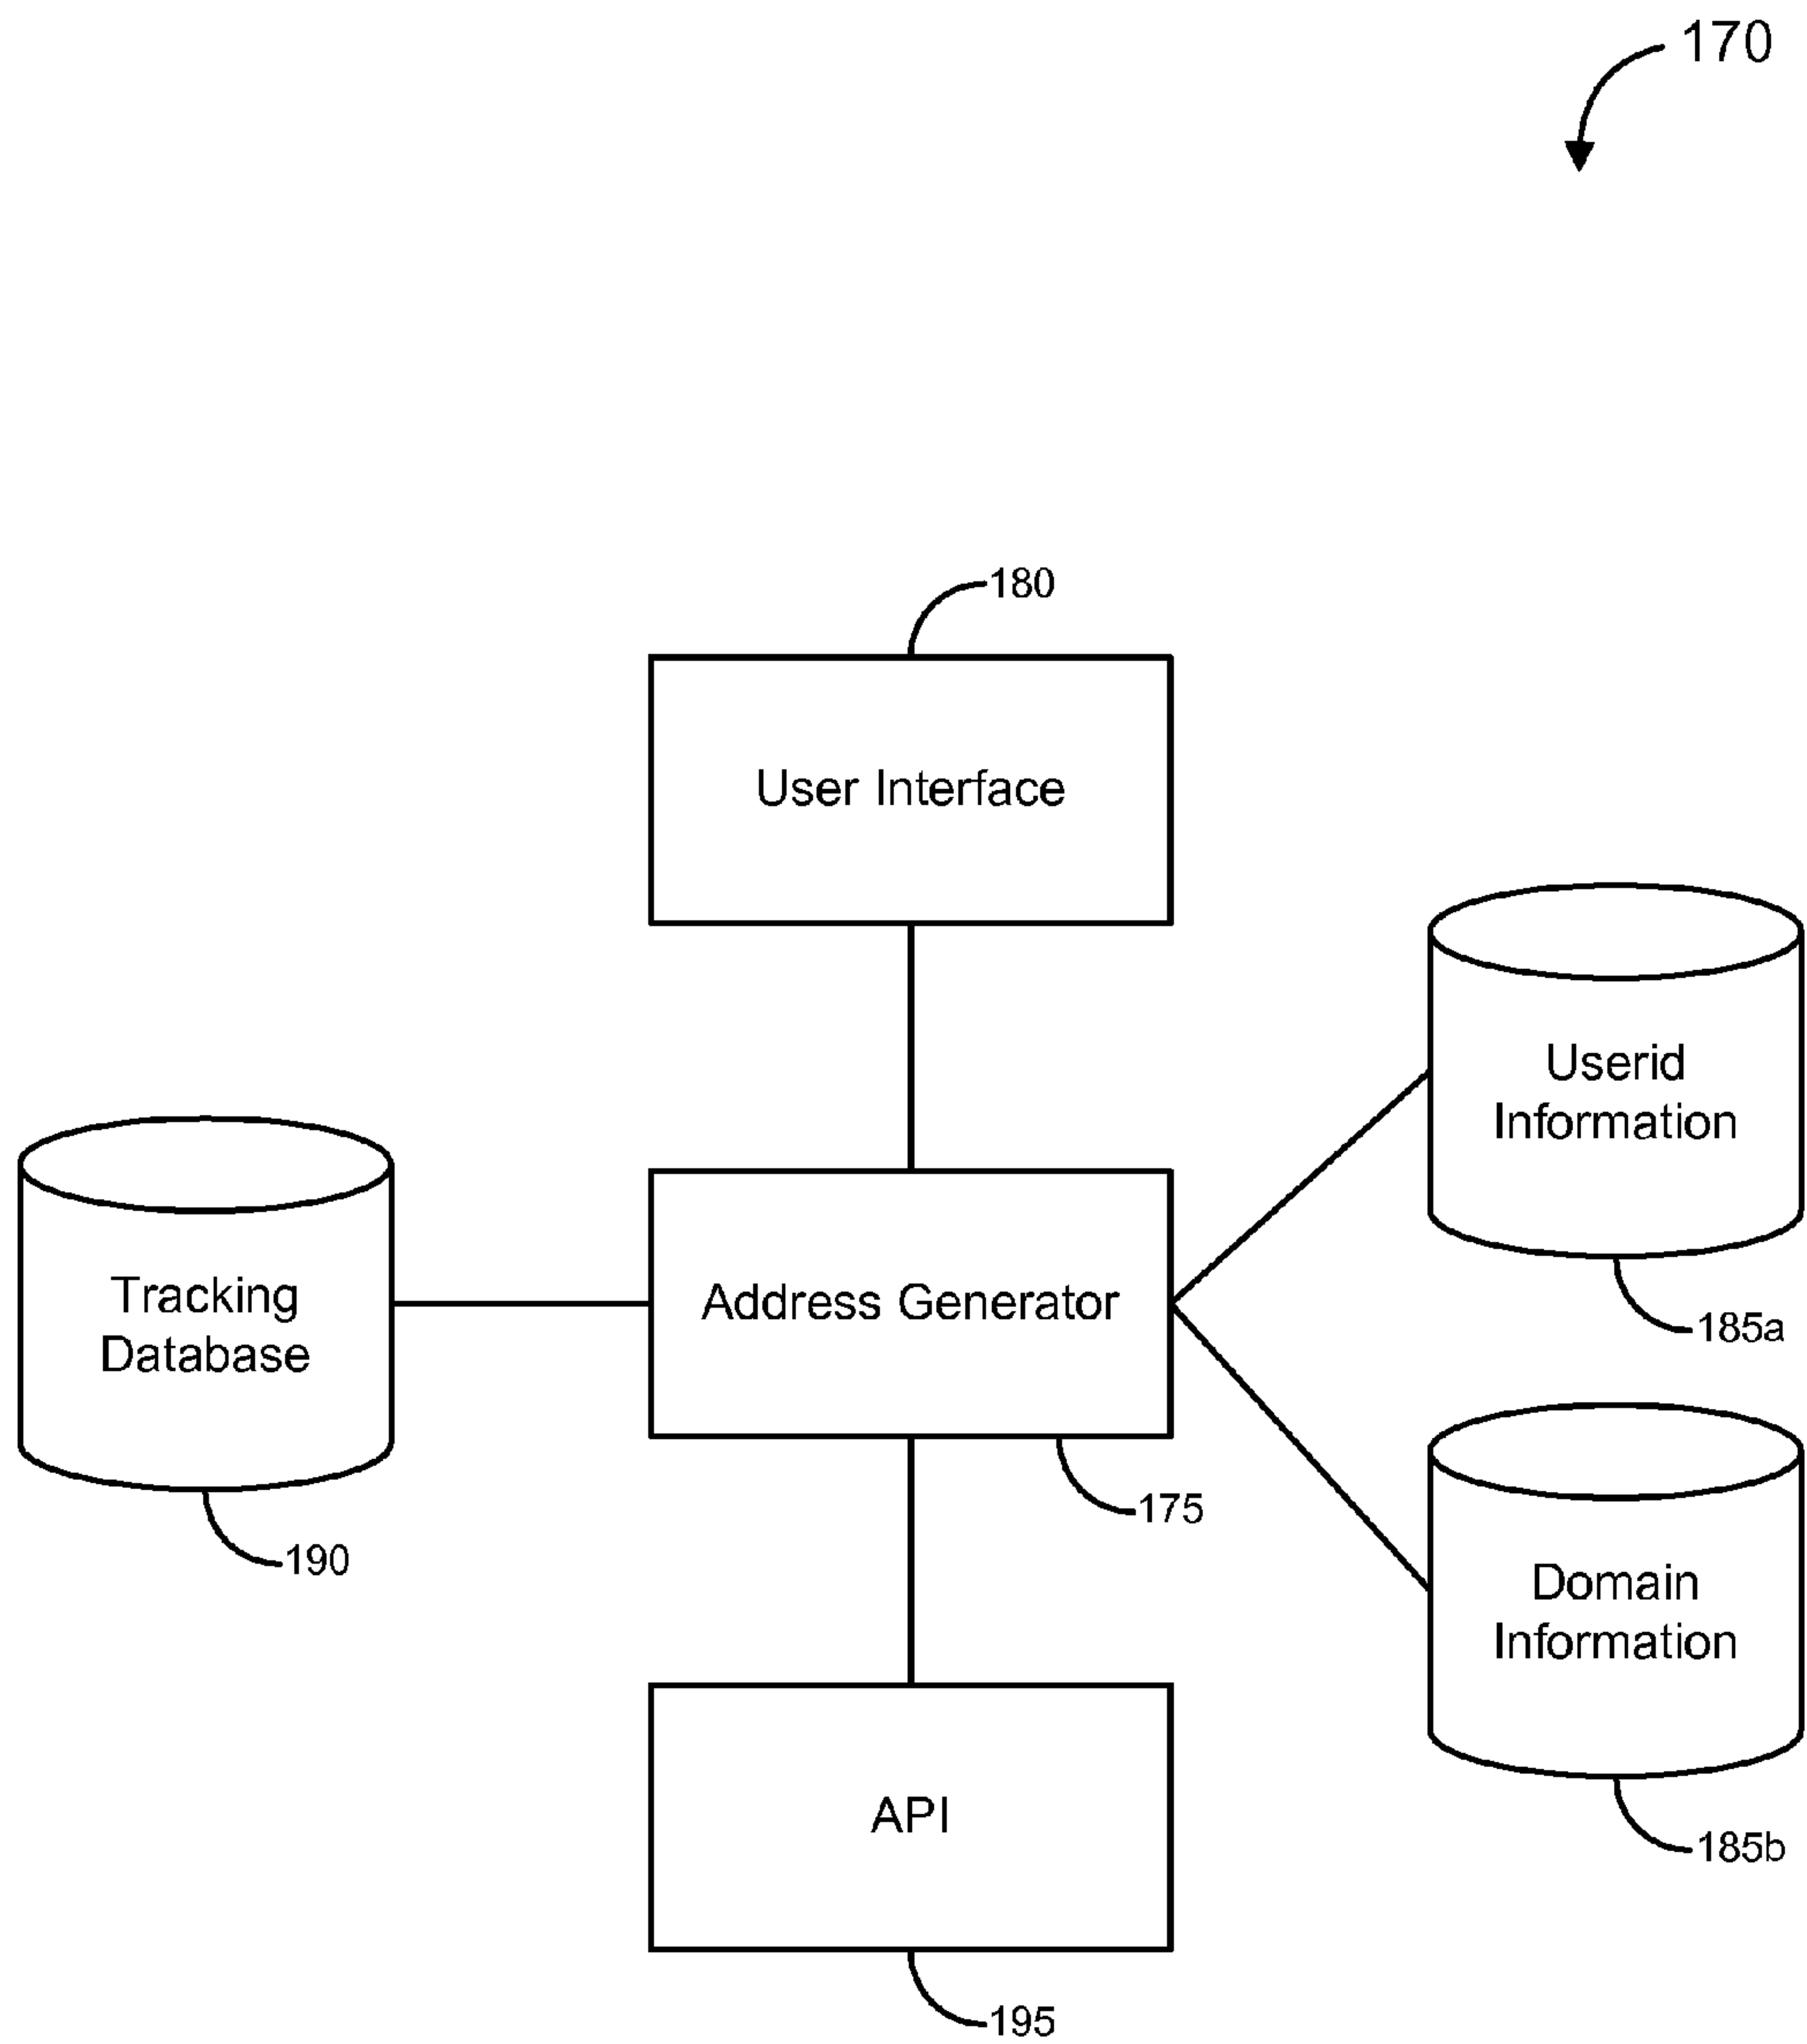 170
180
User Interface
Userid
Information
185a
Tracking
Database
190
Address Generator
175
Domain
Information
185b
API
195